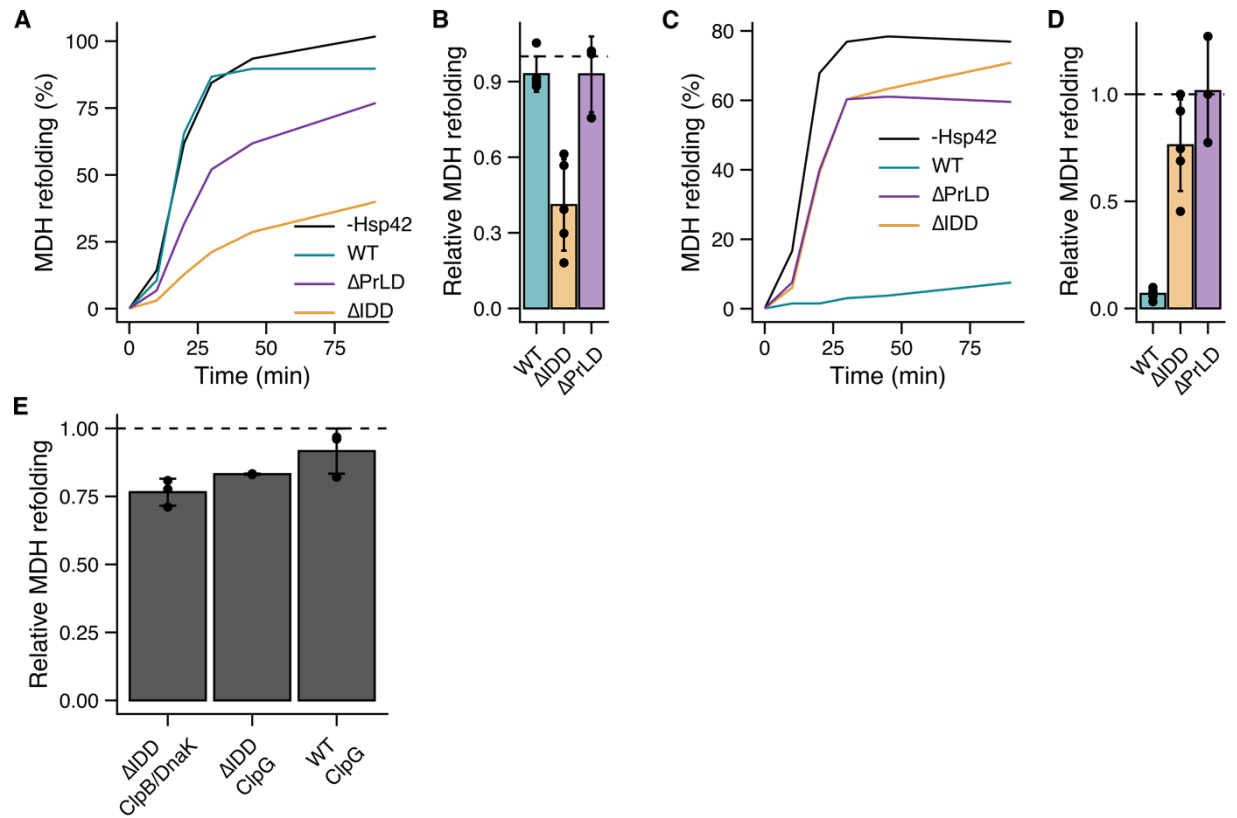 A
MDH refolding (%)
100
75
50
25
0
0
25
50
75
Time (min)
-Hsp42
WT
ΔPrLD
ΔIDD
B
Relative MDH refolding
0.9
0.6
0.3
0.0
WT
ΔIDD
ΔPrLD
C
MDH refolding (%)
80
60
40
20
0
0
25
50
75
Time (min)
-Hsp42
WT
ΔPrLD
ΔIDD
D
Relative MDH refolding
1.0
0.5
0.0
WT
ΔIDD
ΔPrLD
E
Relative MDH refolding
1.00
0.75
0.50
0.25
0.00
ΔIDD
ClpB/DnaK
ΔIDD
ClpG
WT
ClpG